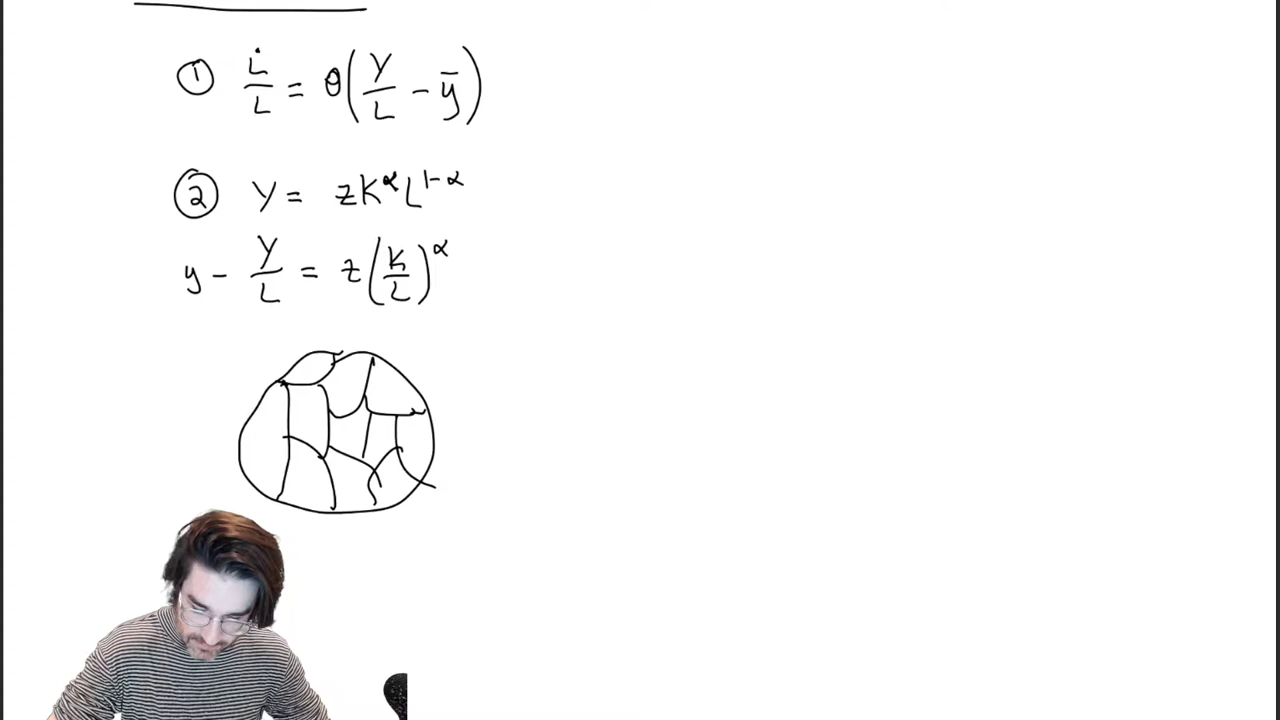 ① L̇/L = θ(Y/L − ȳ)
② Y = zK^α L^{1-α}
y − Y/L = z(K/L)^α